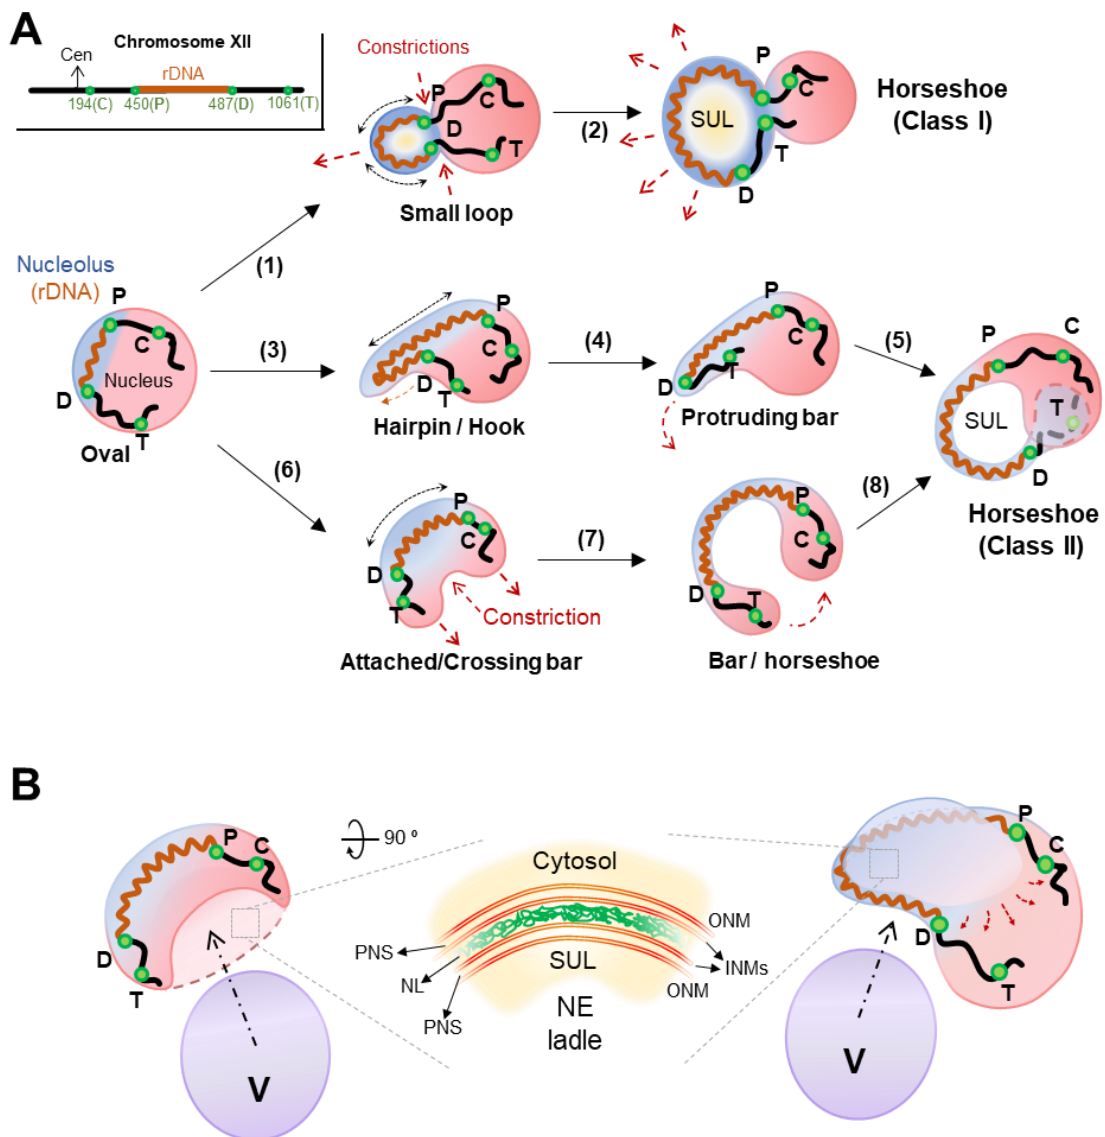 A
Chromosome XII
Cen
rDNA
194(C) 450(P) 487(D) 1061(T)
Constrictions
P
C
D
T
Small loop
(2)
P
C
SUL
T
D
Horseshoe
(Class I)
(1)
Nucleolus
(rDNA)
P
C
Nucleus
D
T
Oval
(3)
P
C
D
T
Hairpin / Hook
(4)
P
C
T
D
Protruding bar
(5)
P
C
T
SUL
D
Horseshoe
(Class II)
(6)
P
C
D
T
Constriction
Attached/Crossing bar
(7)
P
C
D
T
Bar / horseshoe
(8)
B
P
C
D
T
V
90 º
Cytosol
ONM
PNS
SUL
INMs
NL
ONM
PNS
NE
ladle
P
C
D
T
V